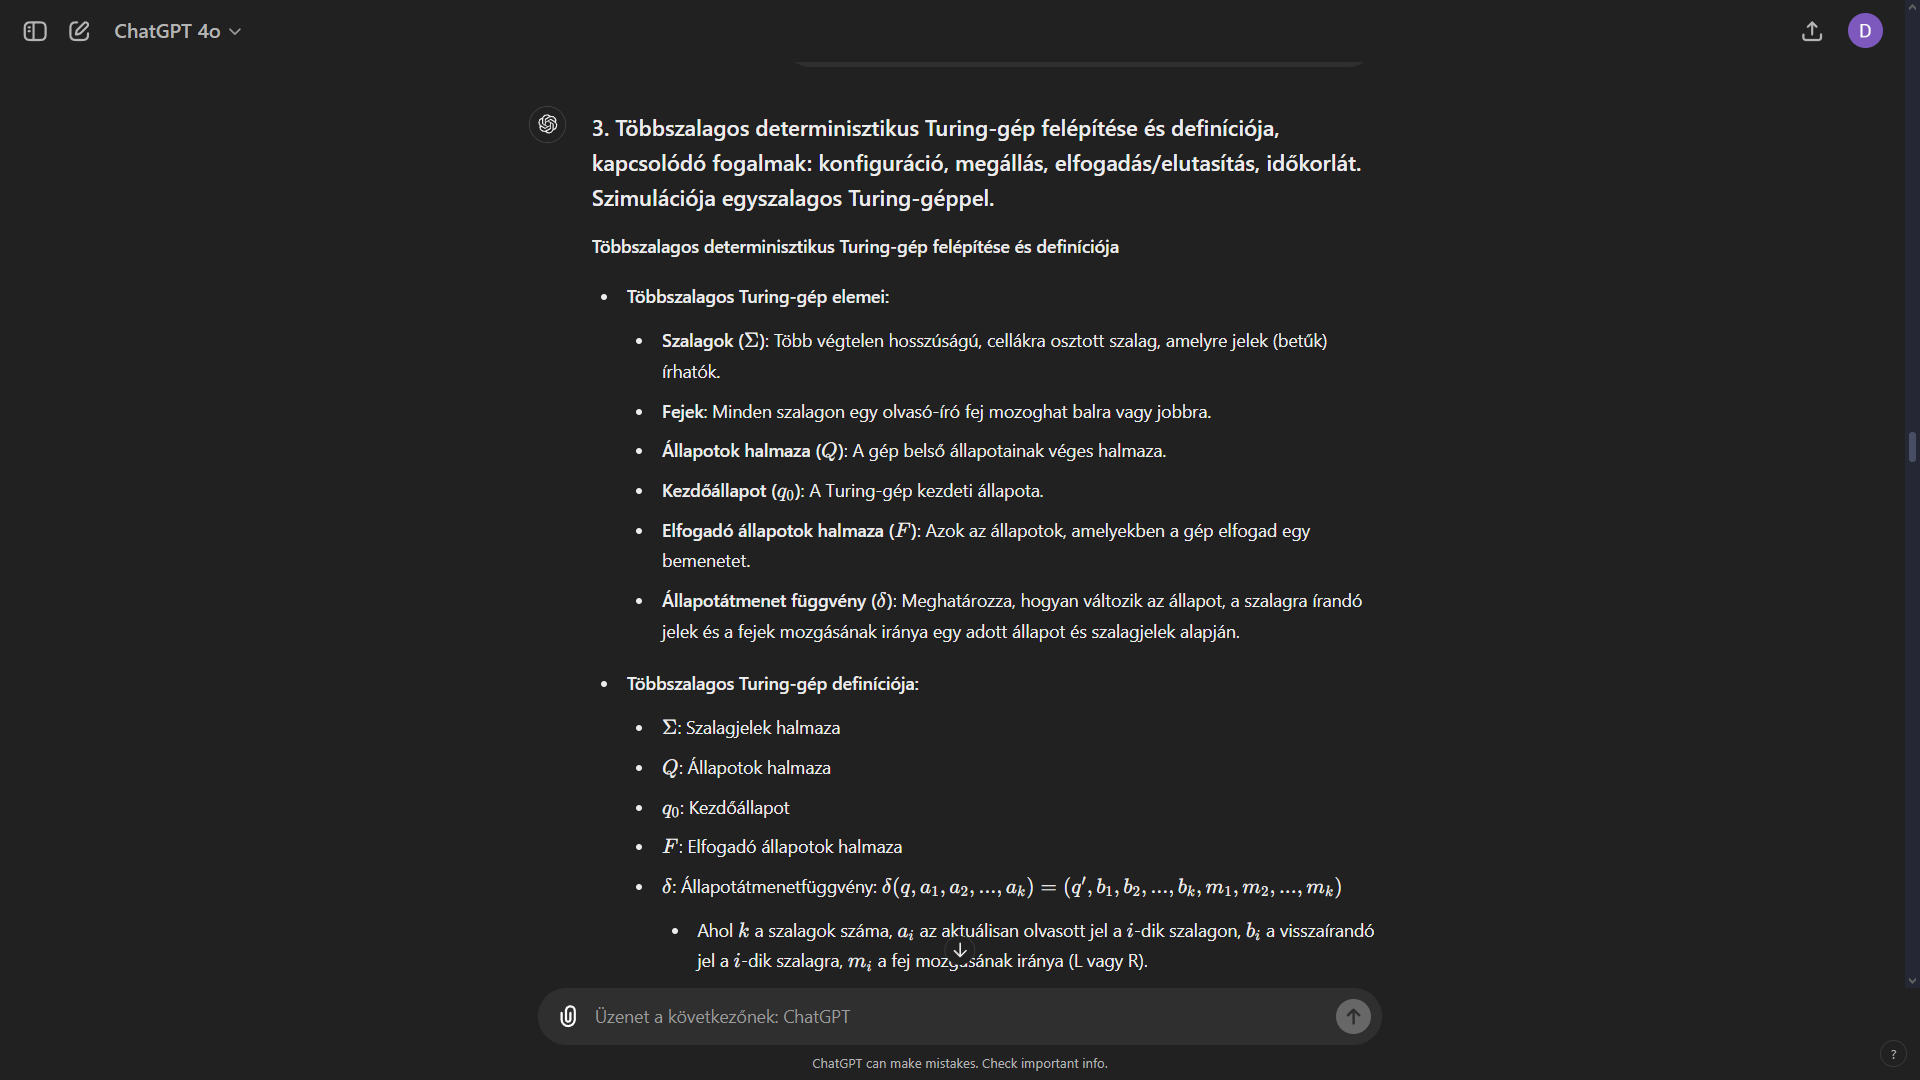 ChatGPT 4o
D
3. Többszalagos determinisztikus Turing-gép felépítése és definíciója,
kapcsolódó fogalmak: konfiguráció, megállás, elfogadás/elutasítás, időkorlát.
Szimulációja egyszalagos Turing-géppel.
Többszalagos determinisztikus Turing-gép felépítése és definíciója
• Többszalagos Turing-gép elemei:
• Szalagok (Σ): Több végtelen hosszúságú, cellákra osztott szalag, amelyre jelek (betűk)
írhatók.
• Fejek: Minden szalagon egy olvasó-író fej mozoghat balra vagy jobbra.
• Állapotok halmaza (Q): A gép belső állapotainak véges halmaza.
• Kezdőállapot (q₀): A Turing-gép kezdeti állapota.
• Elfogadó állapotok halmaza (F): Azok az állapotok, amelyekben a gép elfogad egy
bemenetet.
• Állapotátmenet függvény (δ): Meghatározza, hogyan változik az állapot, a szalagra írandó
jelek és a fejek mozgásának iránya egy adott állapot és szalagjelek alapján.
• Többszalagos Turing-gép definíciója:
• Σ: Szalagjelek halmaza
• Q: Állapotok halmaza
• q₀: Kezdőállapot
• F: Elfogadó állapotok halmaza
• δ: Állapotátmenetfüggvény: δ(q, a₁, a₂, ..., aₖ) = (q′, b₁, b₂, ..., bₖ, m₁, m₂, ..., mₖ)
• Ahol k a szalagok száma, aᵢ az aktuálisan olvasott jel a i-dik szalagon, bᵢ a visszaírandó
jel a i-dik szalagra, mᵢ a fej mozgásának iránya (L vagy R).
Üzenet a következőnek: ChatGPT
ChatGPT can make mistakes. Check important info.
?